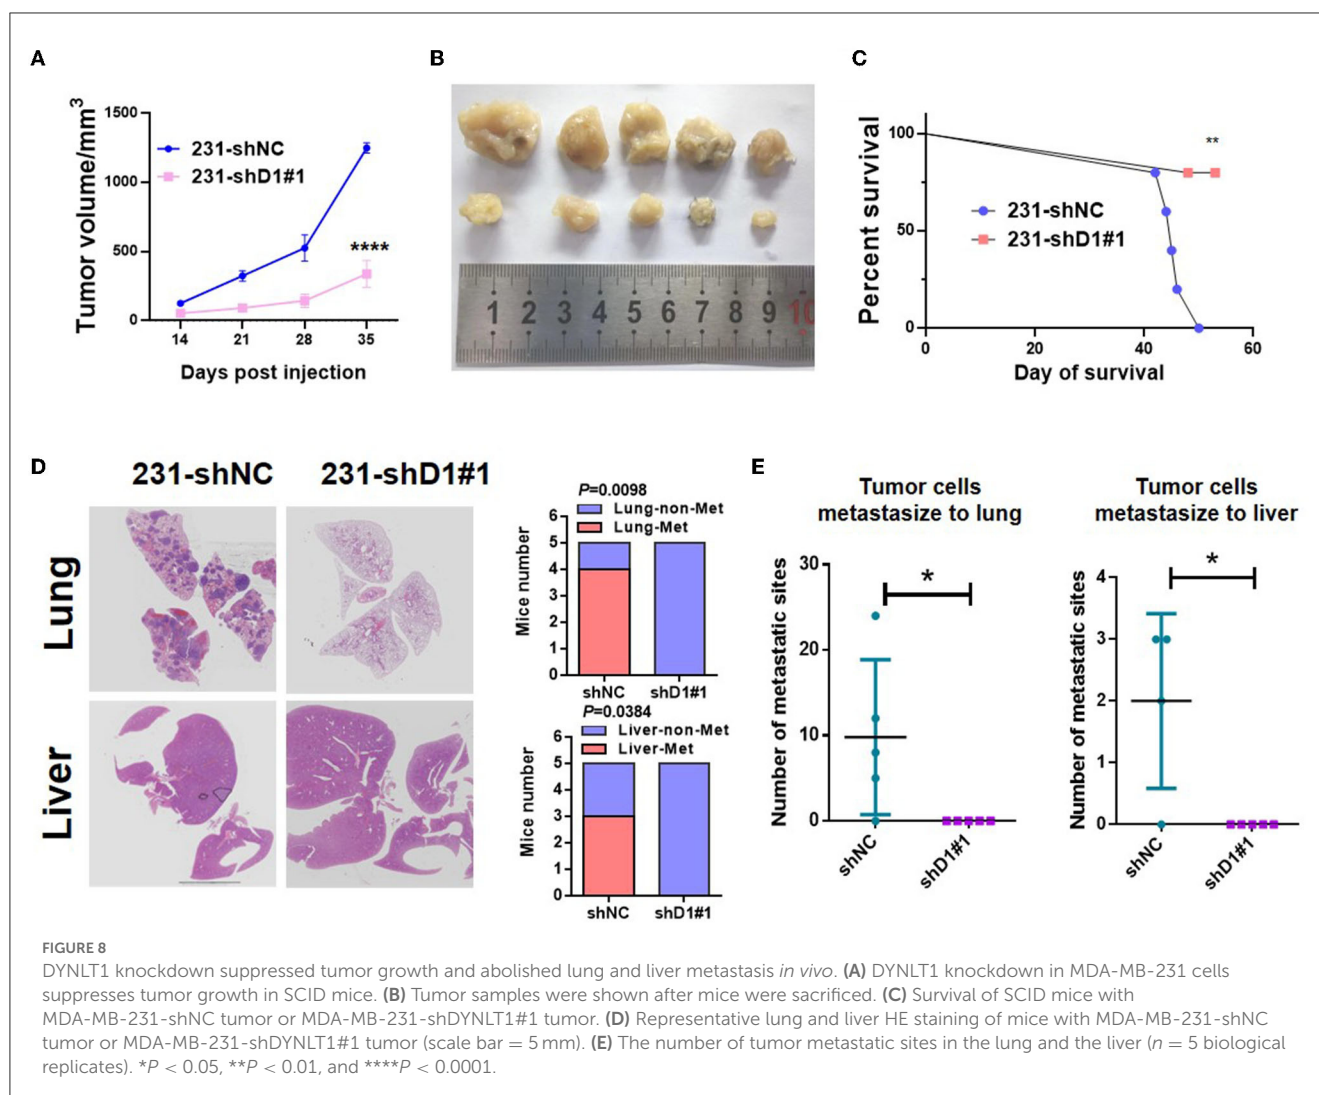 A
Tumor volume/mm3
1500
1000
500
0
231-shNC
231-shD1#1
****
14 21 28 35
Days post injection
B
1 2 3 4 5 6 7 8 9 10
C
Percent survival
100
50
0
**
231-shNC
231-shD1#1
0 20 40 60
Day of survival
D
231-shNC 231-shD1#1
Lung
Liver
P=0.0098
Lung-non-Met
Lung-Met
Mice number
6
5
4
3
2
1
0
shNC shD1#1
P=0.0384
Liver-non-Met
Liver-Met
Mice number
6
5
4
3
2
1
0
shNC shD1#1
E
Tumor cells
metastasize to lung
Number of metastatic sites
30
20
10
0
*
shNC shD1#1
Tumor cells
metastasize to liver
Number of metastatic sites
4
3
2
1
0
*
shNC shD1#1
FIGURE 8
DYNLT1 knockdown suppressed tumor growth and abolished lung and liver metastasis in vivo. (A) DYNLT1 knockdown in MDA-MB-231 cells
suppresses tumor growth in SCID mice. (B) Tumor samples were shown after mice were sacrificed. (C) Survival of SCID mice with
MDA-MB-231-shNC tumor or MDA-MB-231-shDYNLT1#1 tumor. (D) Representative lung and liver HE staining of mice with MDA-MB-231-shNC
tumor or MDA-MB-231-shDYNLT1#1 tumor (scale bar = 5 mm). (E) The number of tumor metastatic sites in the lung and the liver (n = 5 biological
replicates). *P < 0.05, **P < 0.01, and ****P < 0.0001.